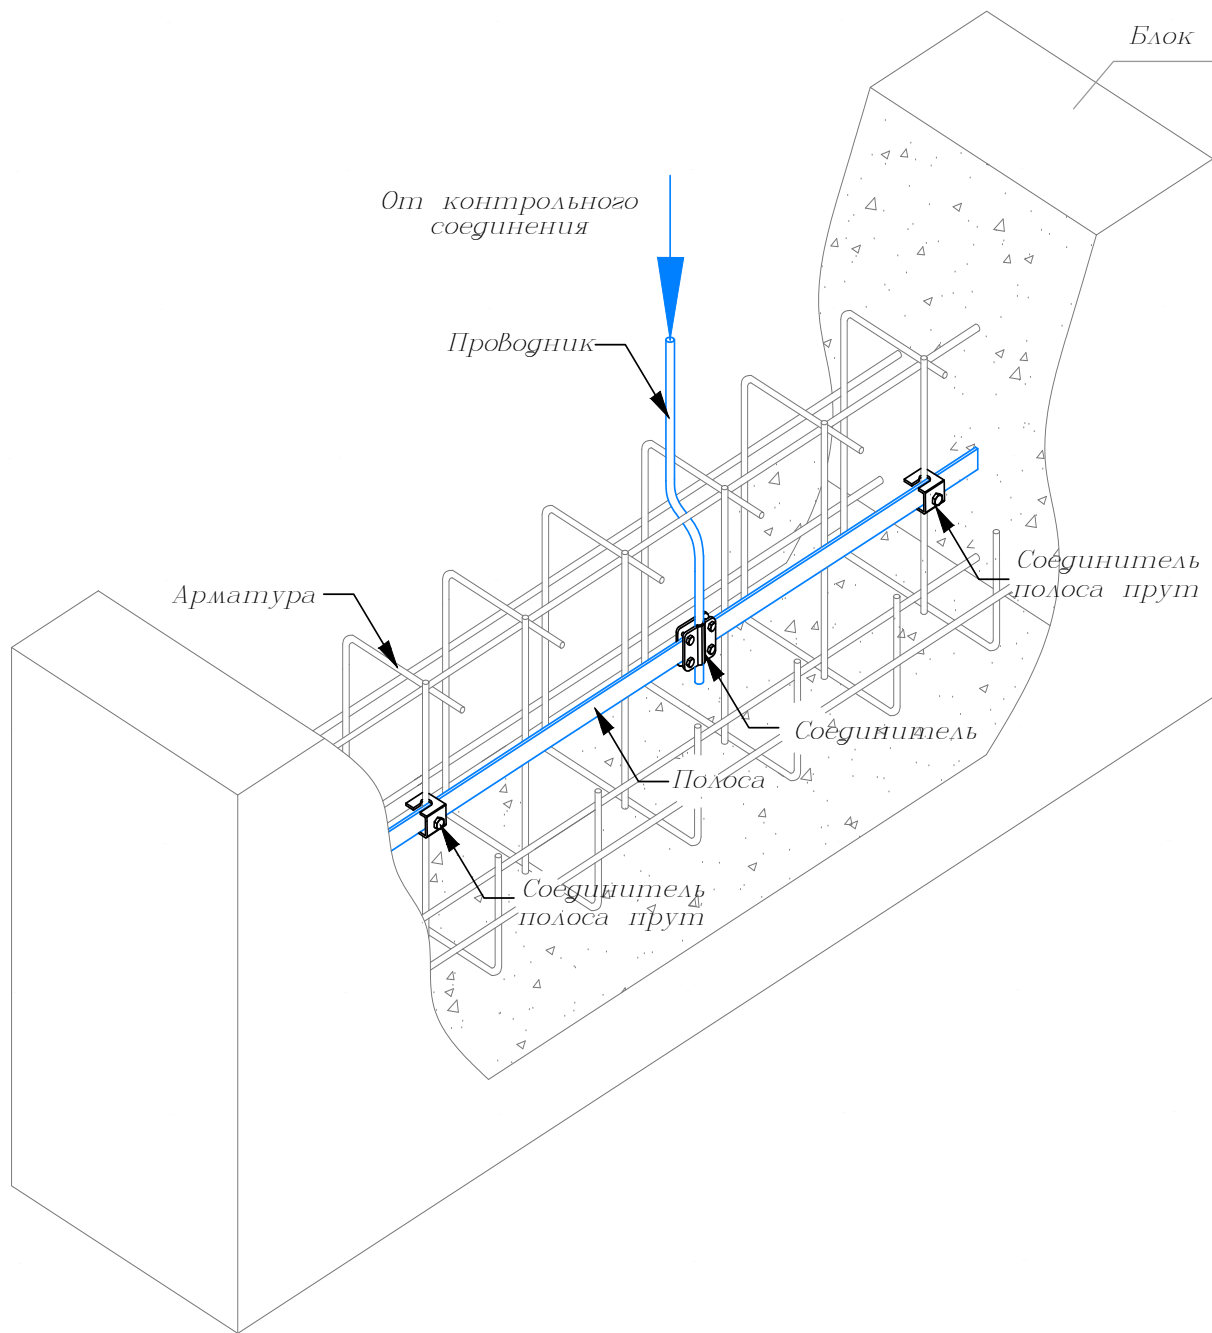 Блок
От контрольного
соединения
Проводник
Соединитель
полоса прут
Арматура
Соединитель
Полоса
Соединитель
полоса прут